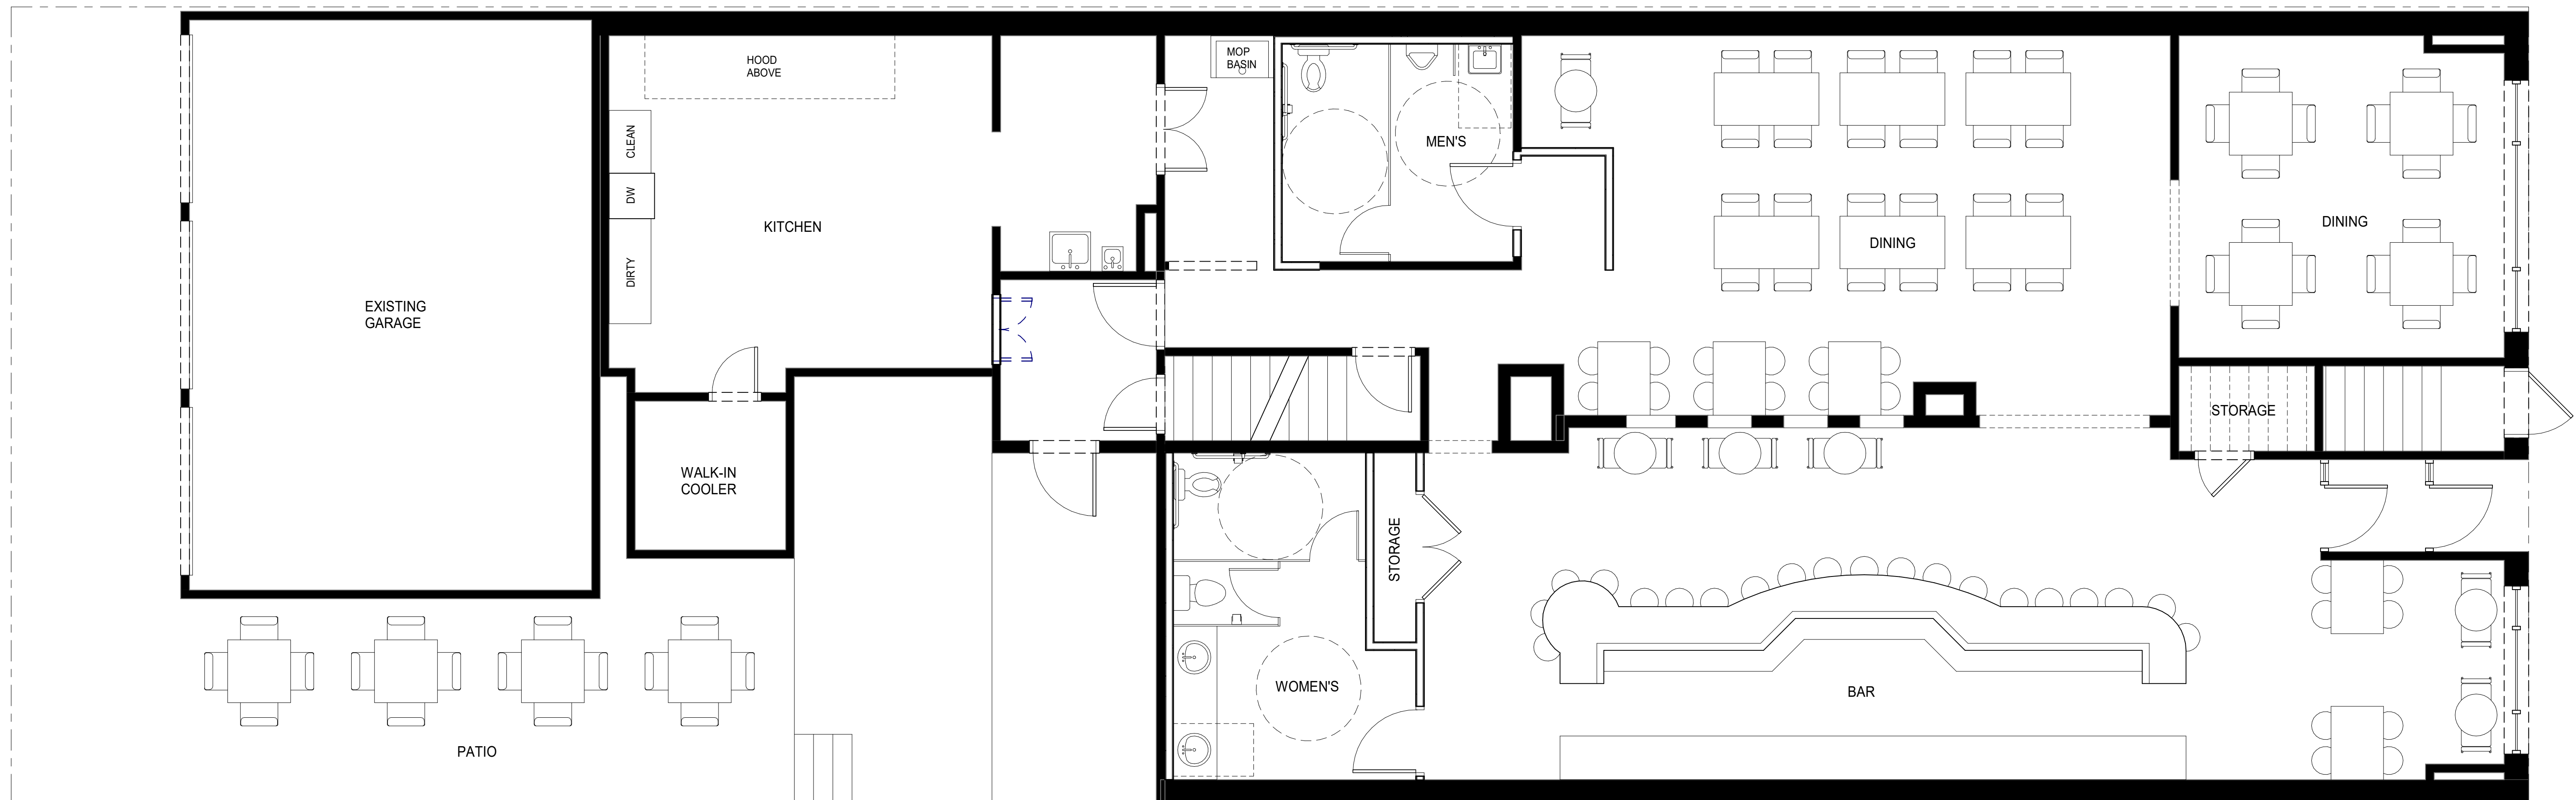 HOOD
ABOVE
MOP
BASIN
CLEAN
DW
DIRTY
KITCHEN
MEN'S
DINING
DINING
EXISTING
GARAGE
STORAGE
WALK-IN
COOLER
STORAGE
WOMEN'S
BAR
PATIO